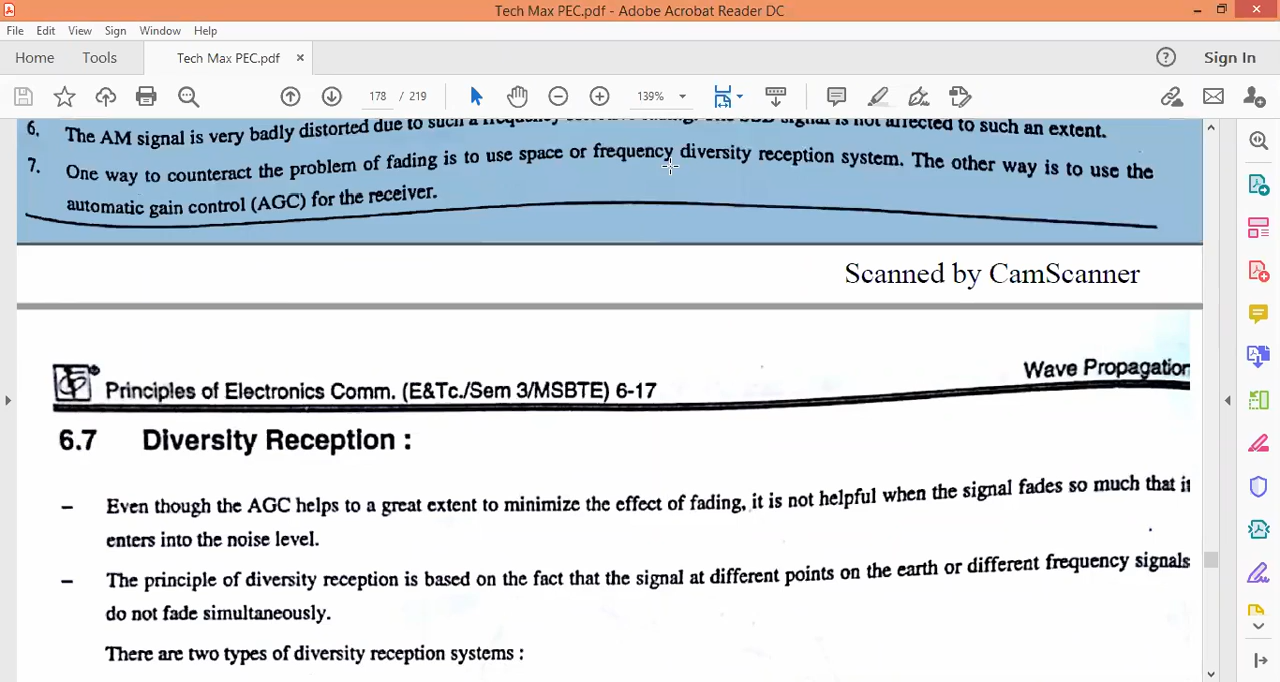 Tech Max PEC.pdf - Adobe Acrobat Reader DC
File Edit View Sign Window Help
Home Tools Tech Max PEC.pdf × Sign In
178 / 219 139%
6. The AM signal is very badly distorted due to such a frequency selective fading. The SSB signal is not affected to such an extent.
7. One way to counteract the problem of fading is to use space or frequency diversity reception system. The other way is to use the
automatic gain control (AGC) for the receiver.
Scanned by CamScanner
Principles of Electronics Comm. (E&Tc./Sem 3/MSBTE) 6-17 Wave Propagation
6.7 Diversity Reception :
– Even though the AGC helps to a great extent to minimize the effect of fading, it is not helpful when the signal fades so much that it
enters into the noise level.
– The principle of diversity reception is based on the fact that the signal at different points on the earth or different frequency signals
do not fade simultaneously.
There are two types of diversity reception systems :